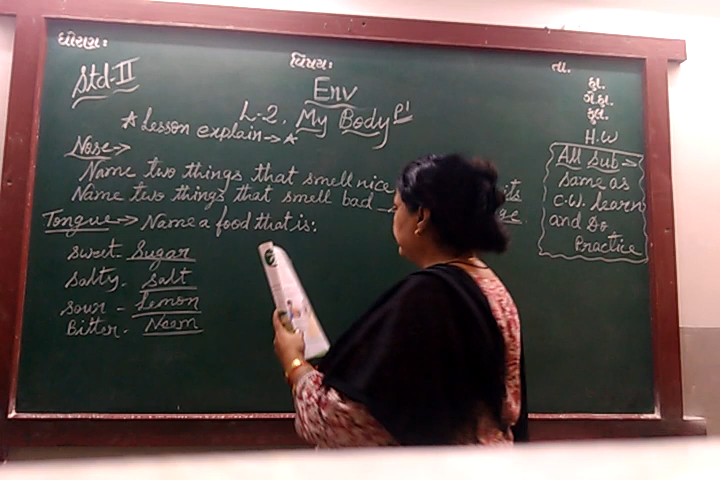 ધોરણઃ
વિષયઃ
તા.
Std-II
Env
L-2. My Body P1
* Lesson explain→ *
Nose→
Name two things that smell nice
Name two things that smell bad →
Tongue→ Name a food that is:
sweet- Sugar
salty- Salt
sour - Lemon
Bitter- Neem
H.W
All Sub→
Same as
C.W. learn
and Do
Practice